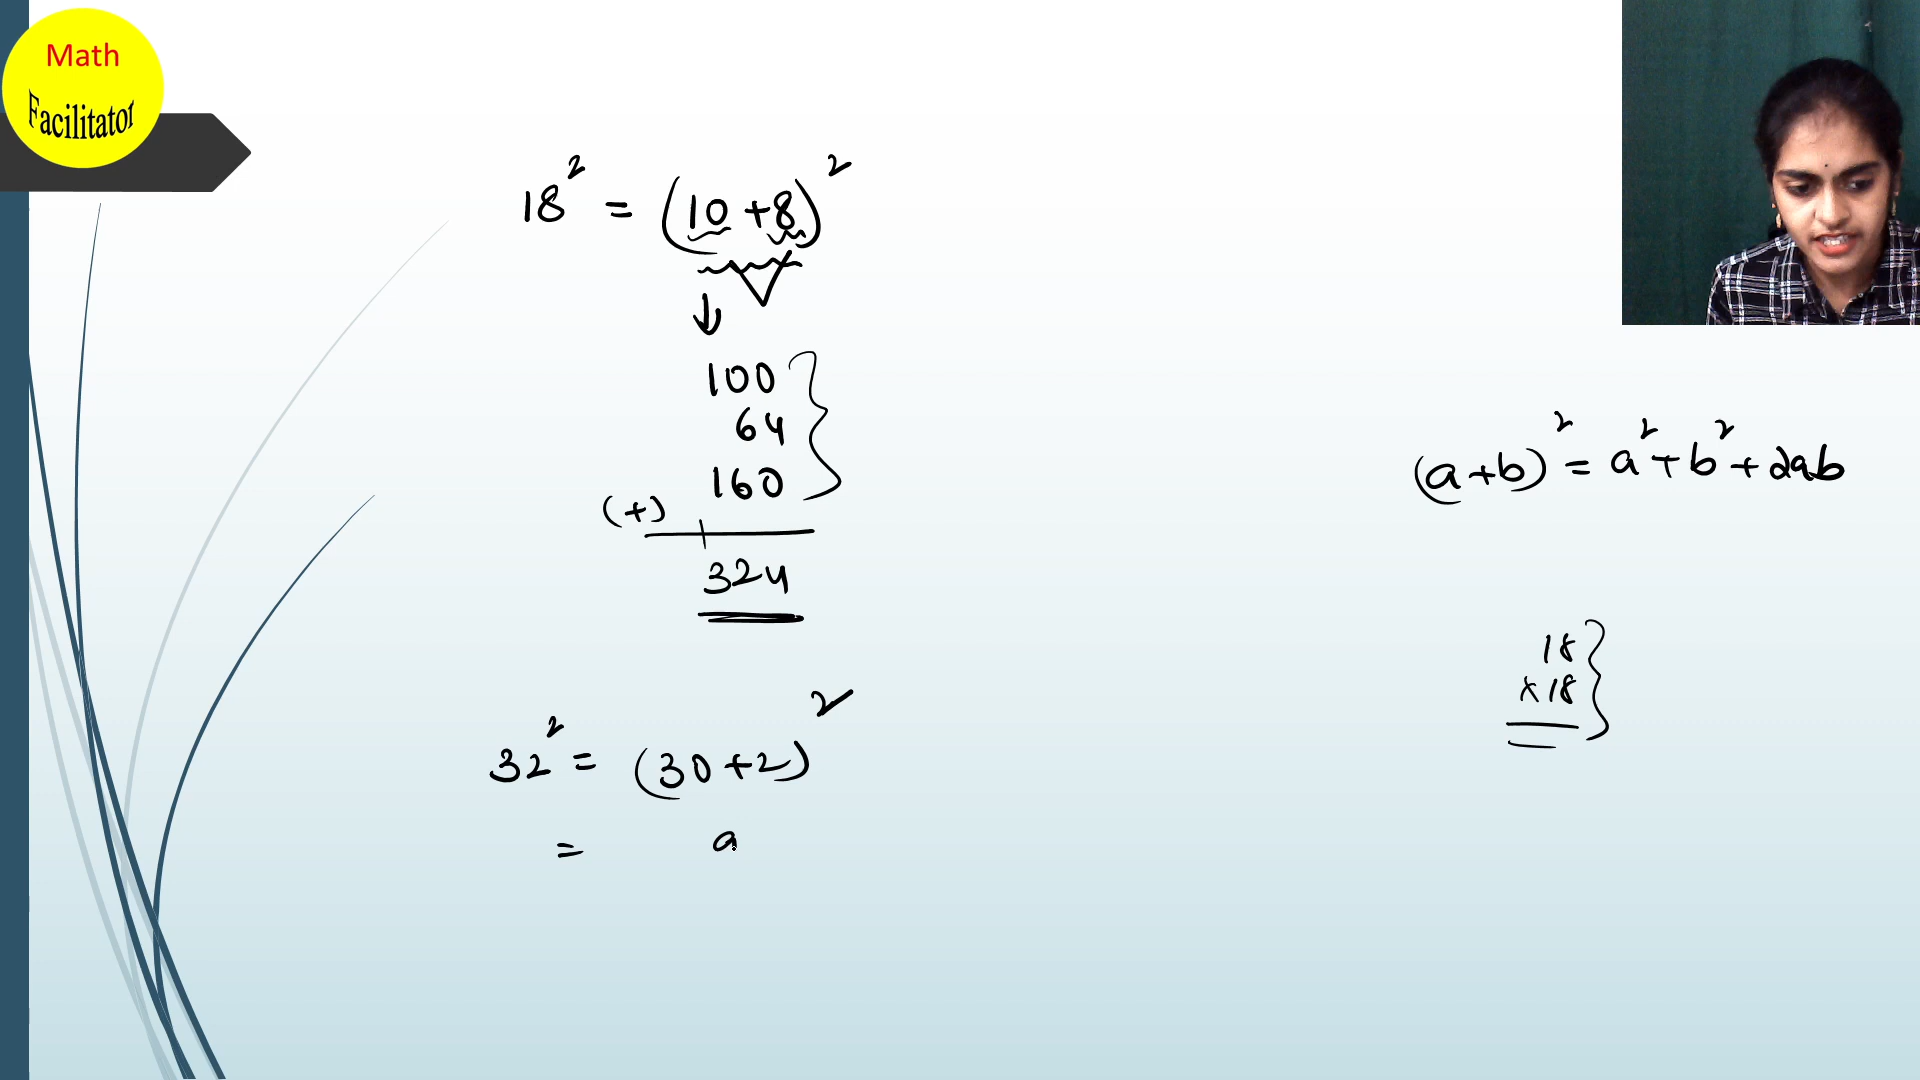 Math
Facilitator
18² = (10 + 8)²
100
64
160
(+)
324
32² = (30 + 2)²
= a
(a+b)² = a² + b² + 2ab
18
× 18